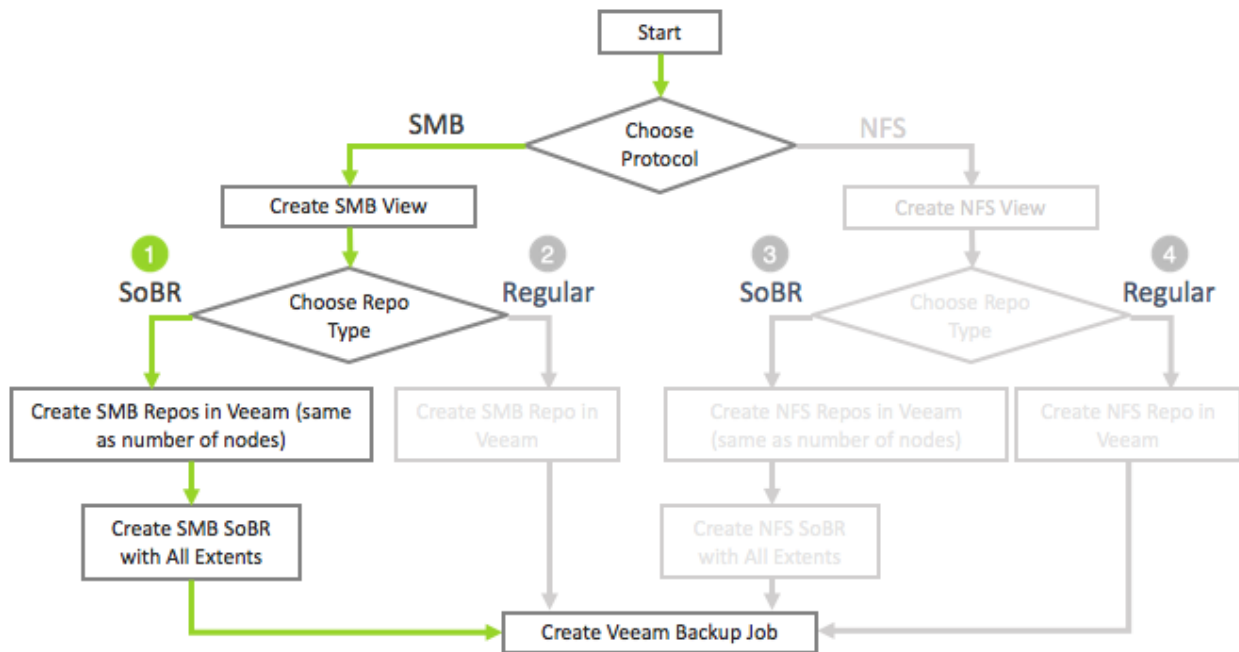 Start
SMB
Choose
Protocol
NFS
Create SMB View
Create NFS View
1
SoBR
Choose Repo
Type
2
Regular
3
SoBR
Choose Repo
Type
4
Regular
Create SMB Repos in Veeam (same
as number of nodes)
Create SMB Repo in
Veeam
Create NFS Repos in Veeam
(same as number of nodes)
Create NFS Repo in
Veeam
Create SMB SoBR
with All Extents
Create NFS SoBR
with All Extents
Create Veeam Backup Job